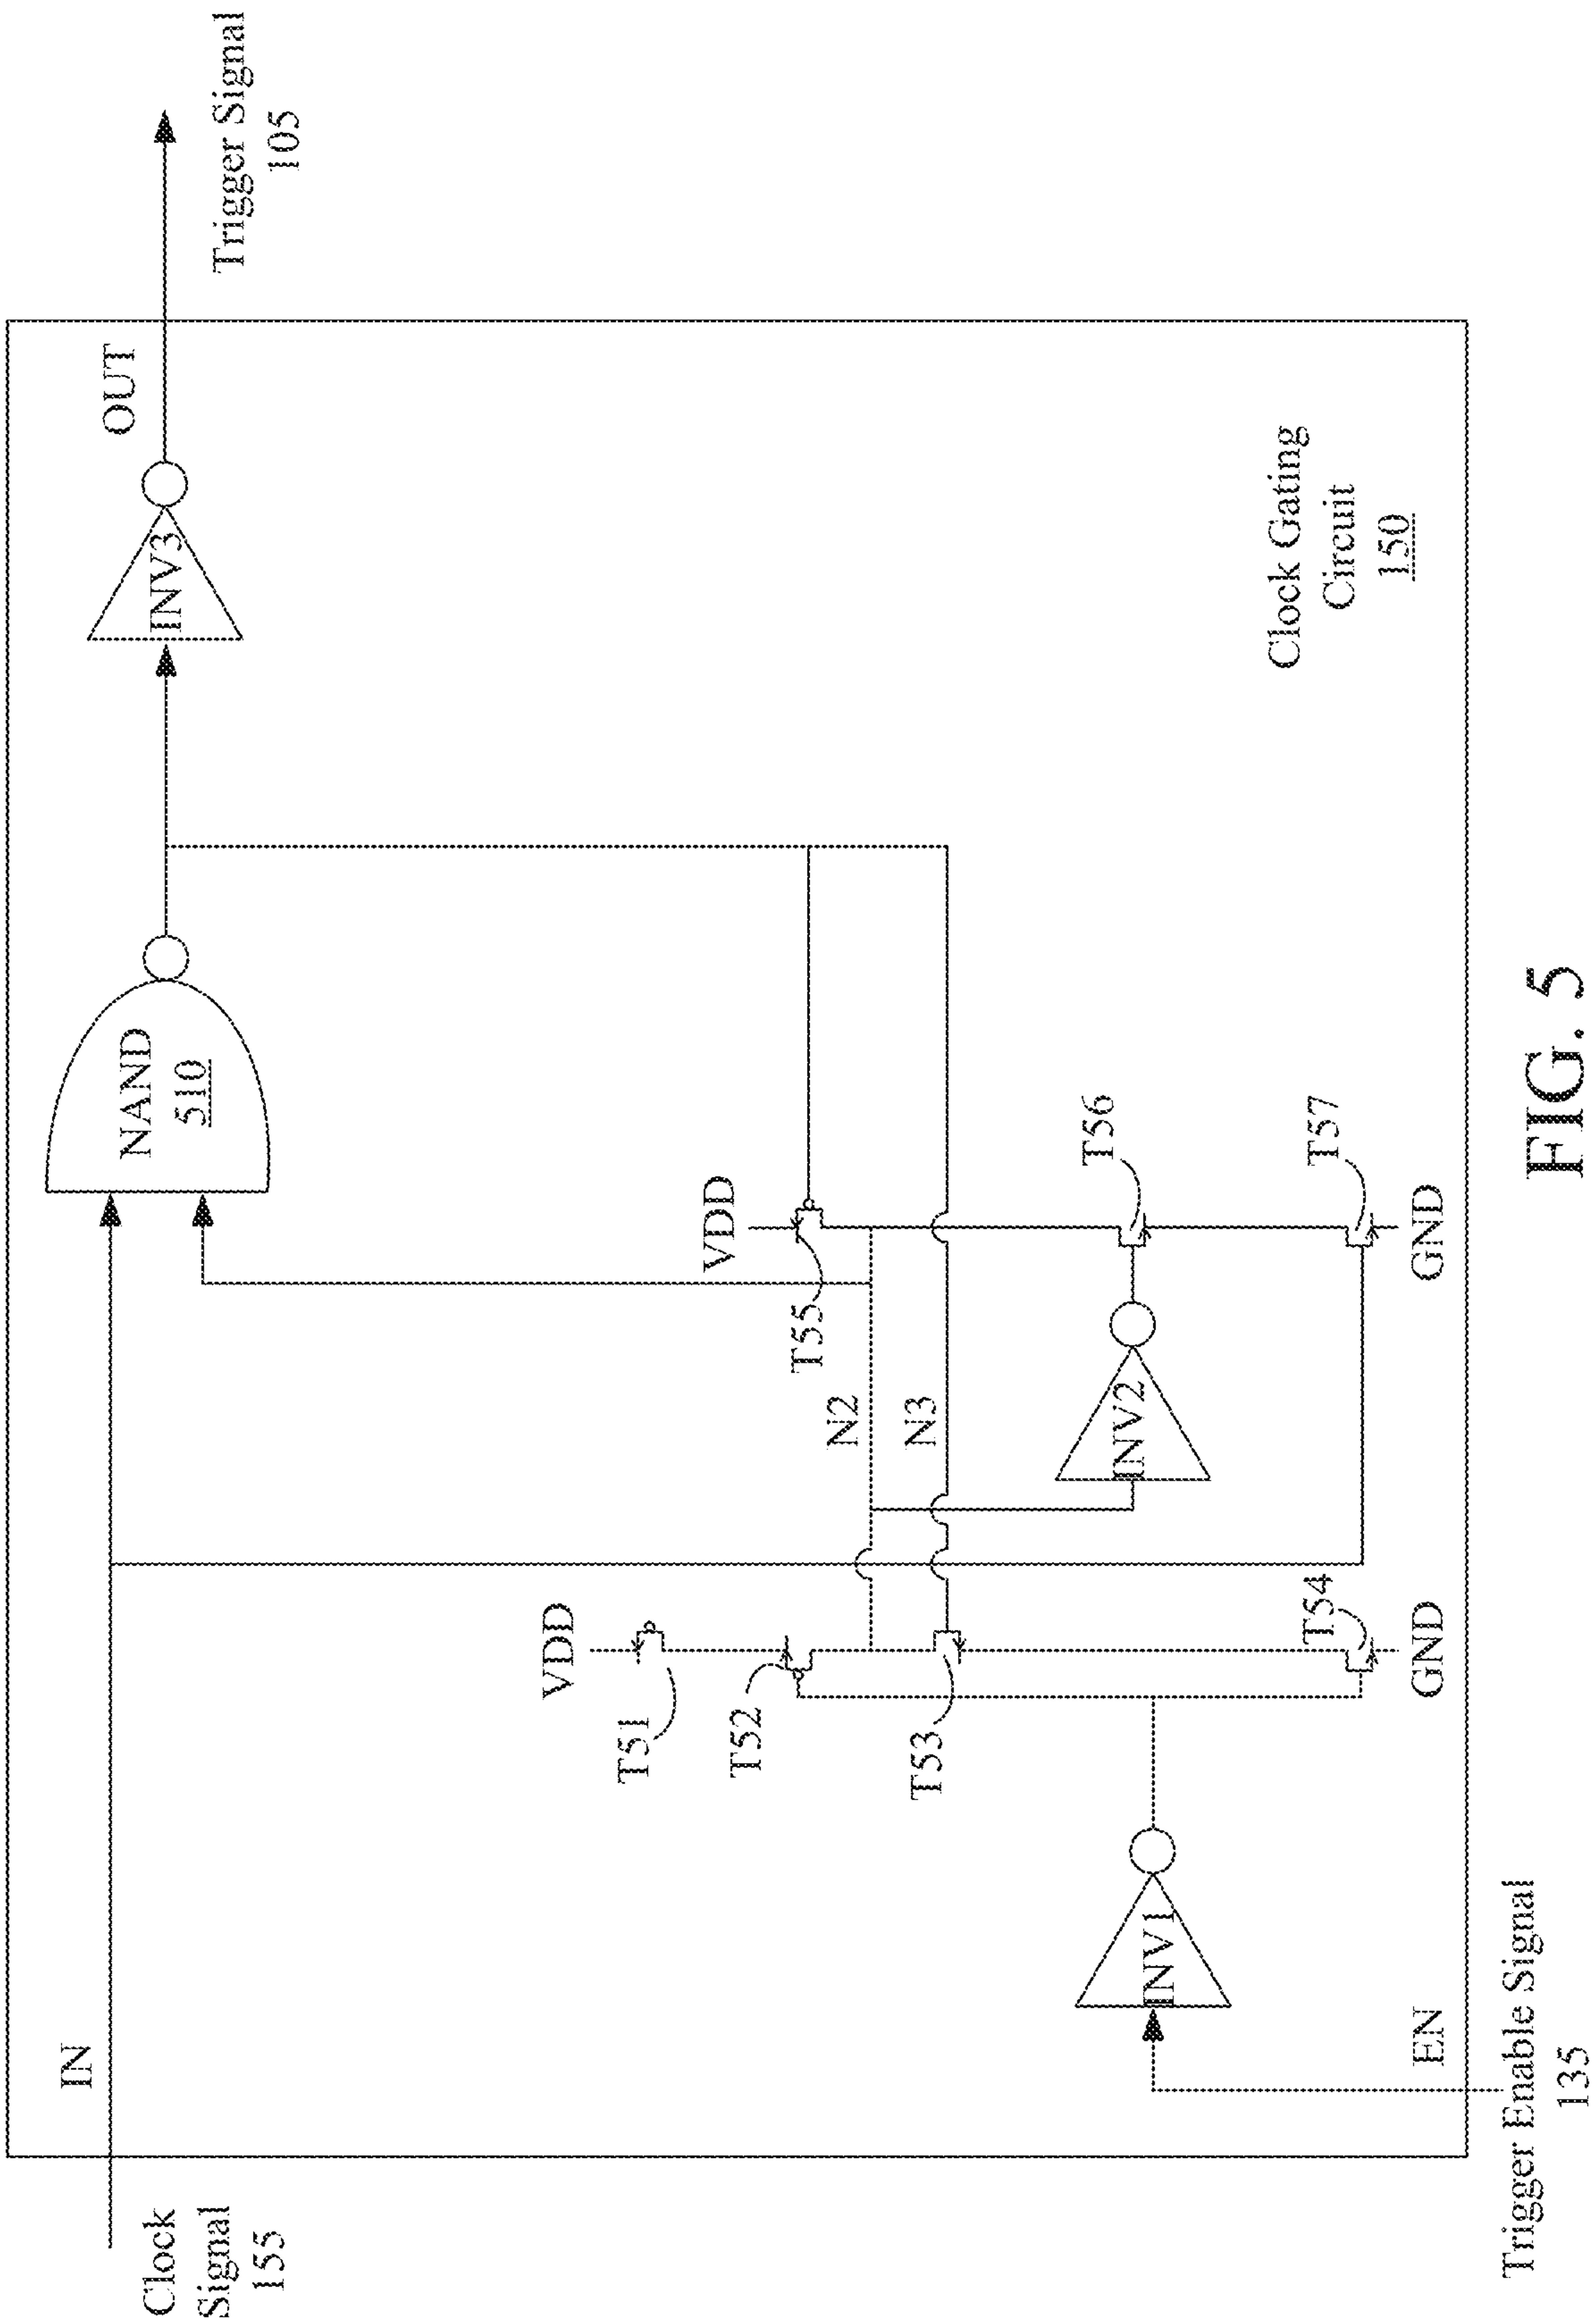 Clock
Signal
155
IN
NAND
510
INV3
OUT
Trigger Signal
105
VDD
T51
T52
T53
T54
GND
N2
N3
VDD
T55
INV2
T56
T57
GND
INV1
EN
Trigger Enable Signal
135
Clock Gating
Circuit
150
FIG. 5